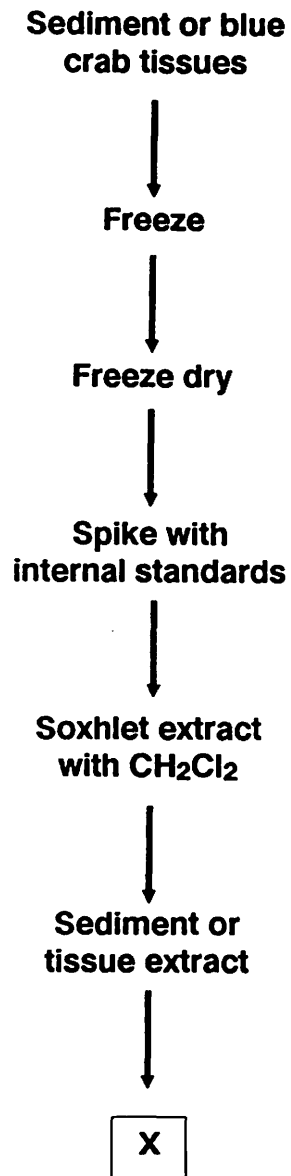 Sediment or blue
crab tissues
Freeze
Freeze dry
Spike with
internal standards
Soxhlet extract
with CH₂Cl₂
Sediment or
tissue extract
X